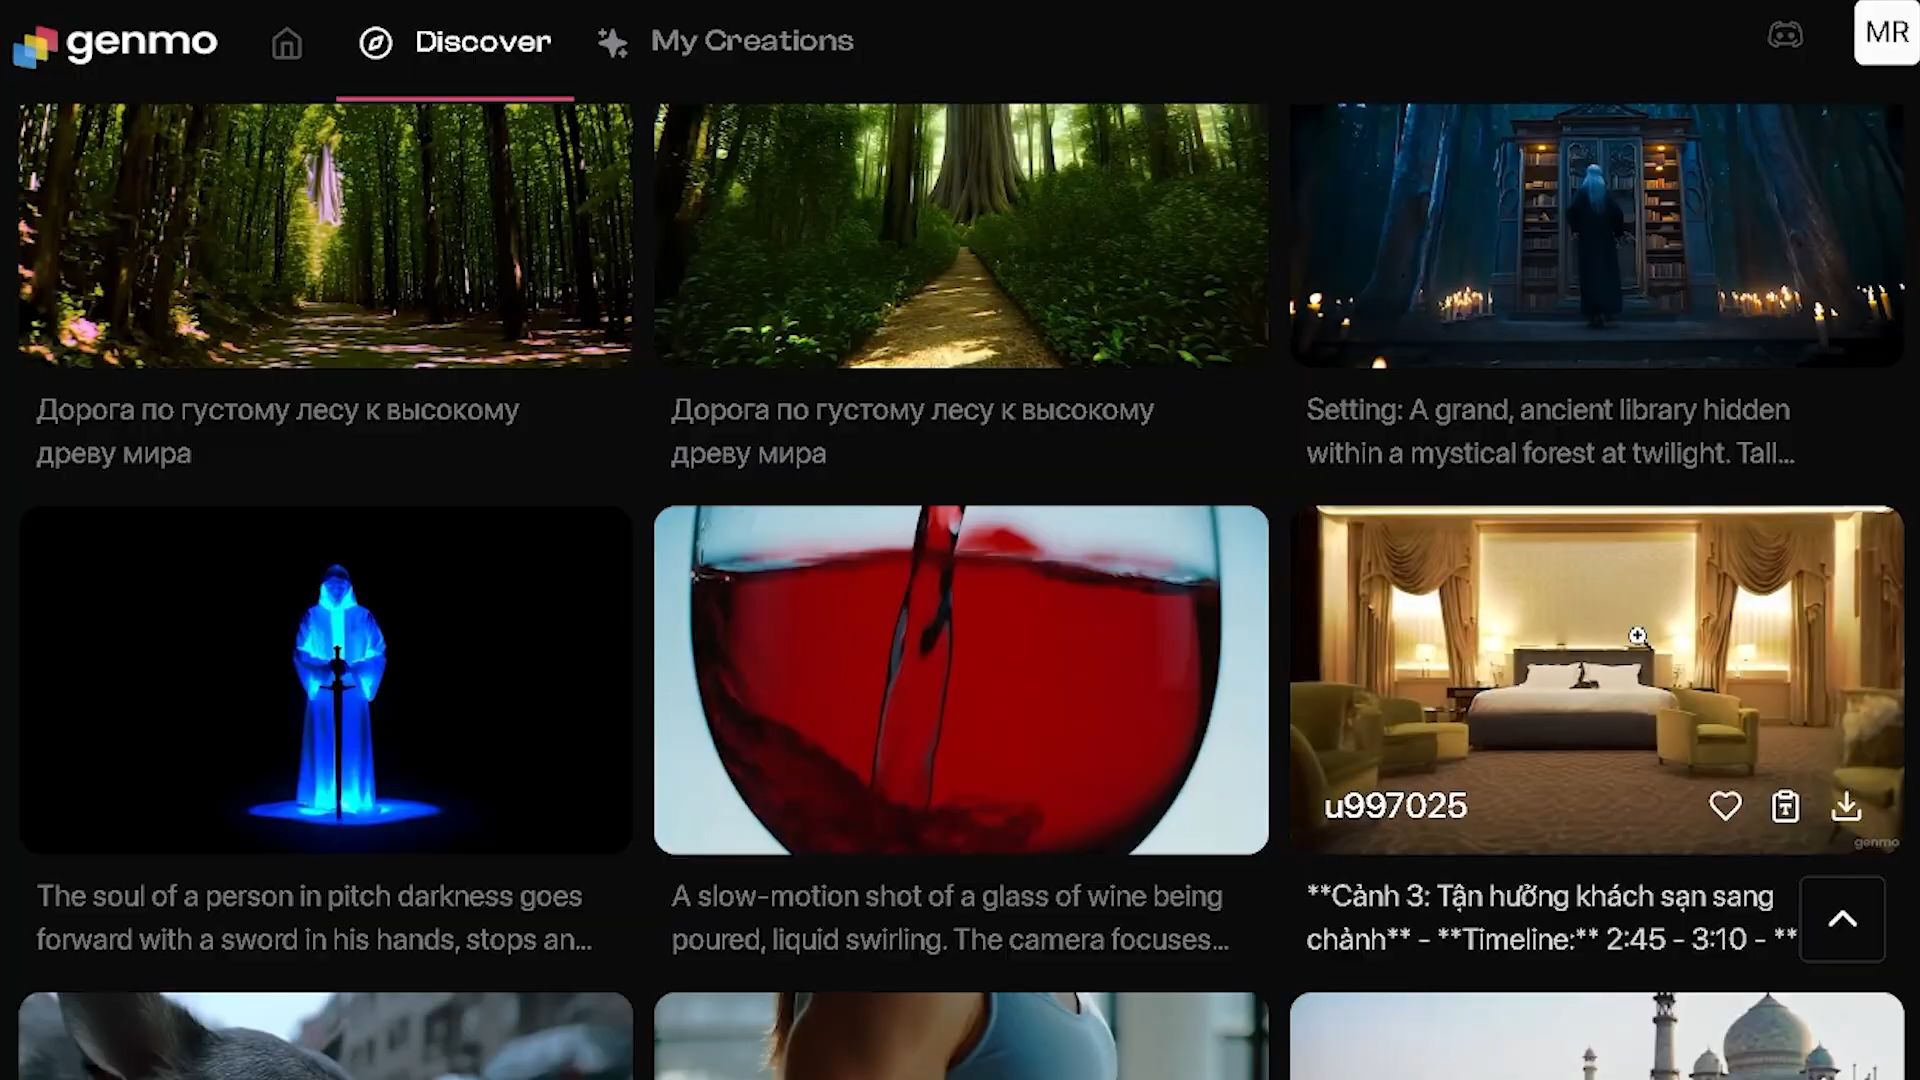 genmo
Discover
My Creations
MR
Дорога по густому лесу к высокому
древу мира
Дорога по густому лесу к высокому
древу мира
Setting: A grand, ancient library hidden
within a mystical forest at twilight. Tall...
u997025
genmo
The soul of a person in pitch darkness goes
forward with a sword in his hands, stops an...
A slow-motion shot of a glass of wine being
poured, liquid swirling. The camera focuses...
**Cảnh 3: Tận hưởng khách sạn sang
chảnh** - **Timeline:** 2:45 - 3:10 - **